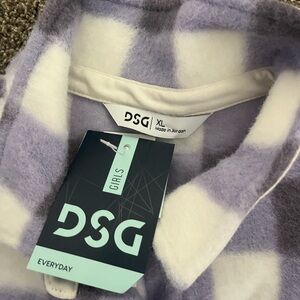 DSG XL
Made in Jordan
GIRLS
DSG
EVERYDAY